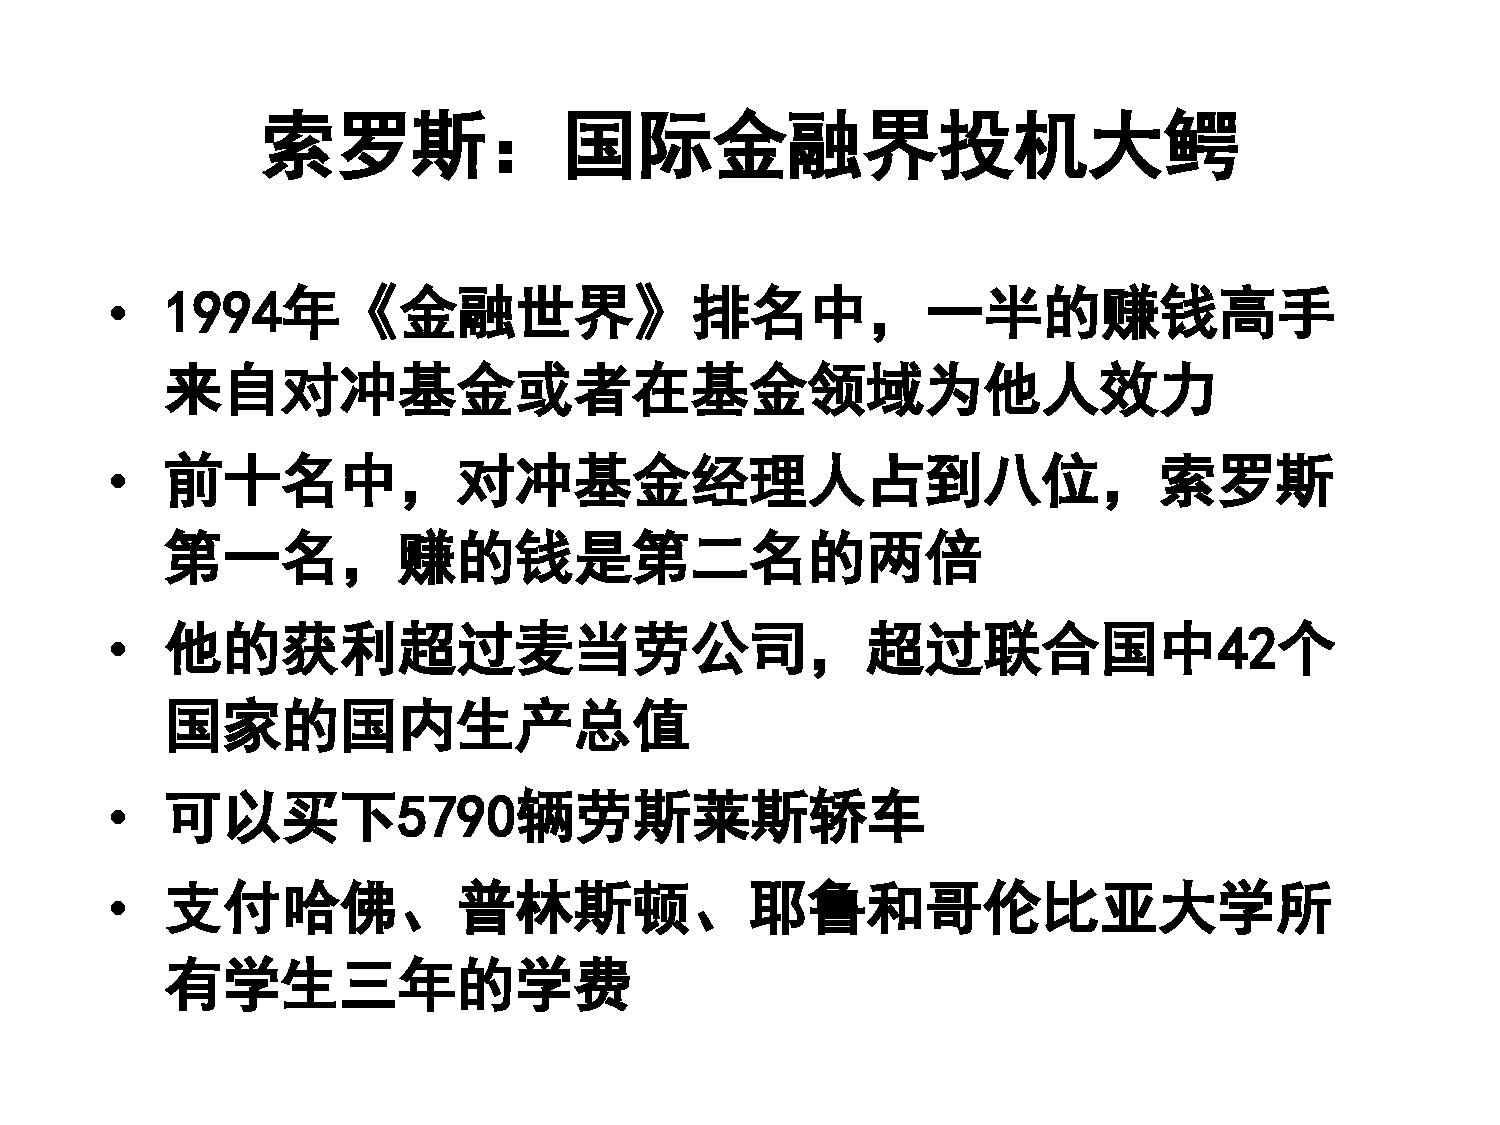 索罗斯：国际金融界投机大鳄
• 1994年《金融世界》排名中，一半的赚钱高手
来自对冲基金或者在基金领域为他人效力
• 前十名中，对冲基金经理人占到八位，索罗斯
第一名，赚的钱是第二名的两倍
• 他的获利超过麦当劳公司，超过联合国中42个
国家的国内生产总值
• 可以买下5790辆劳斯莱斯轿车
• 支付哈佛、普林斯顿、耶鲁和哥伦比亚大学所
有学生三年的学费